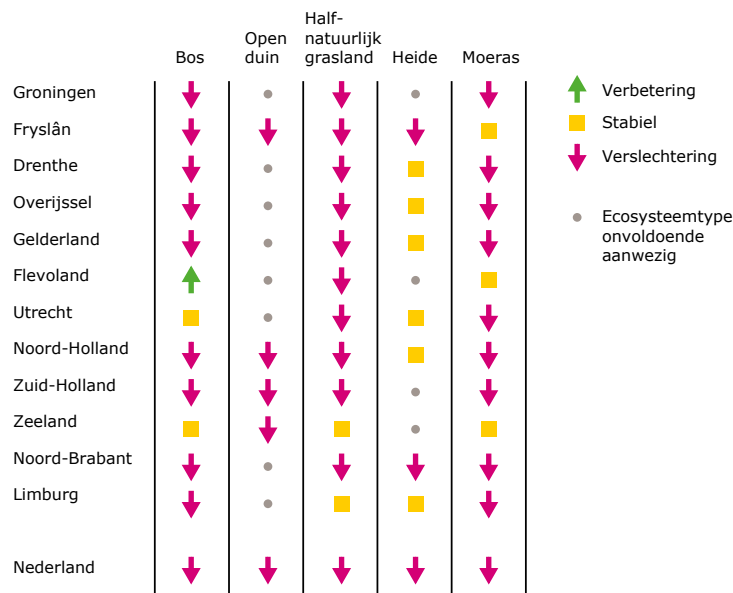 Bos
Open
duin
Half-
natuurlijk
grasland
Heide
Moeras
Groningen
Fryslân
Drenthe
Overijssel
Gelderland
Flevoland
Utrecht
Noord-Holland
Zuid-Holland
Zeeland
Noord-Brabant
Limburg
Nederland
Verbetering
Stabiel
Verslechtering
Ecosysteemtype
onvoldoende
aanwezig